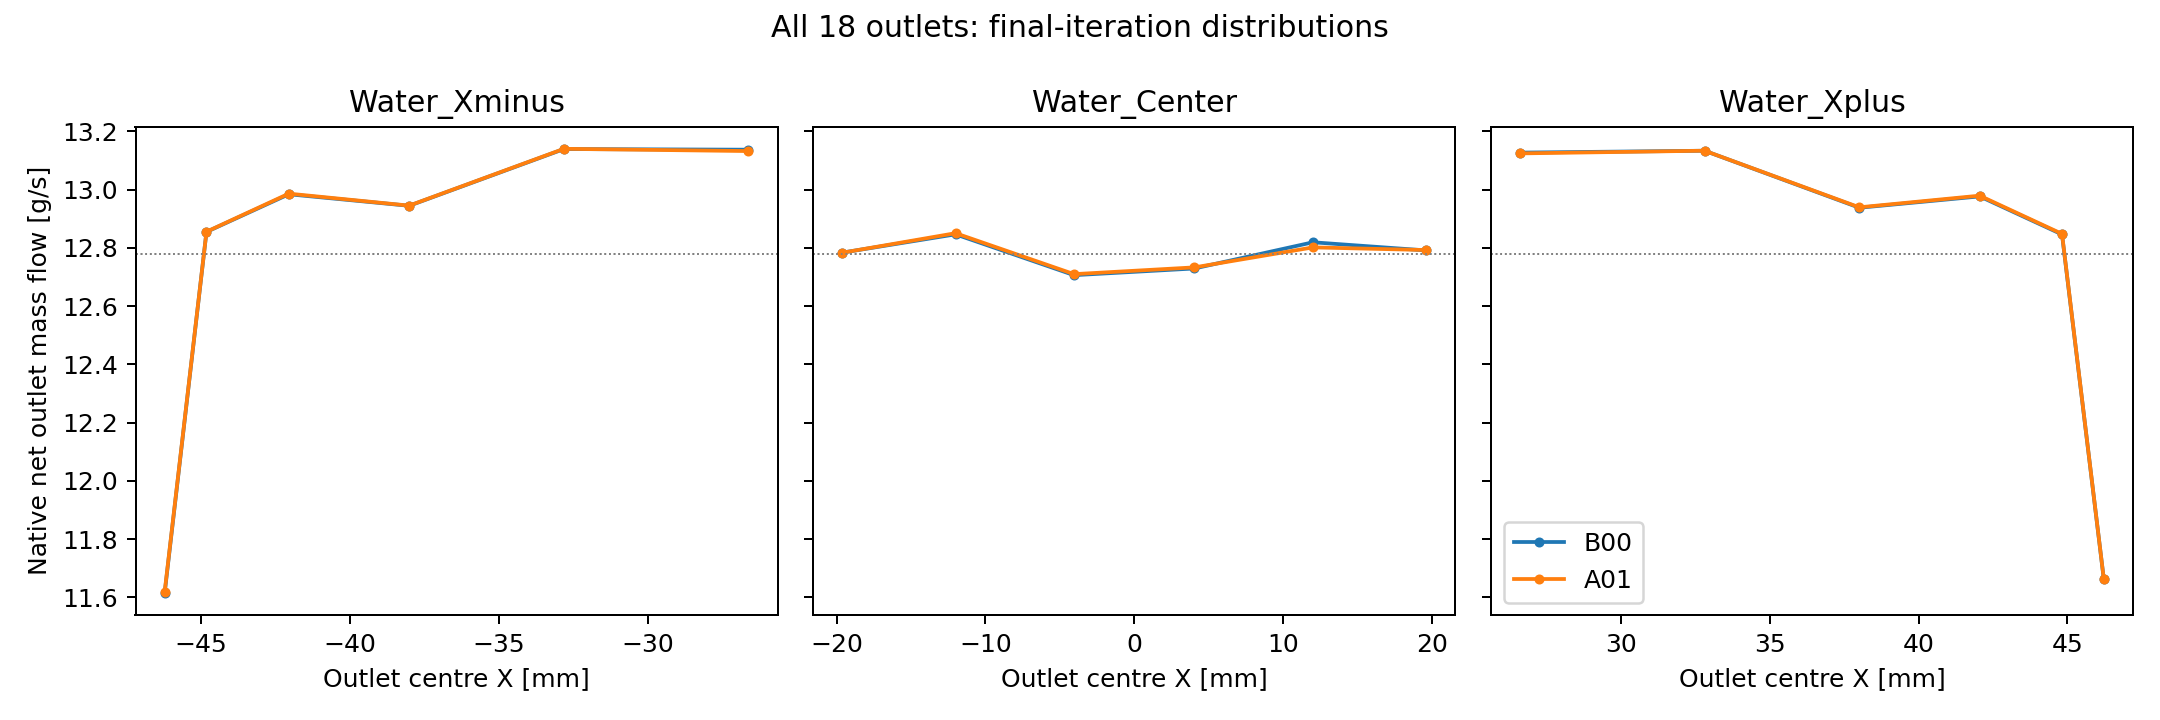 All 18 outlets: final-iteration distributions
Water_Xminus
Water_Center
Water_Xplus
Native net outlet mass flow [g/s]
13.2
13.0
12.8
12.6
12.4
12.2
12.0
11.8
11.6
−45 −40 −35 −30
−20 −10 0 10 20
30 35 40 45
Outlet centre X [mm]
Outlet centre X [mm]
Outlet centre X [mm]
B00
A01